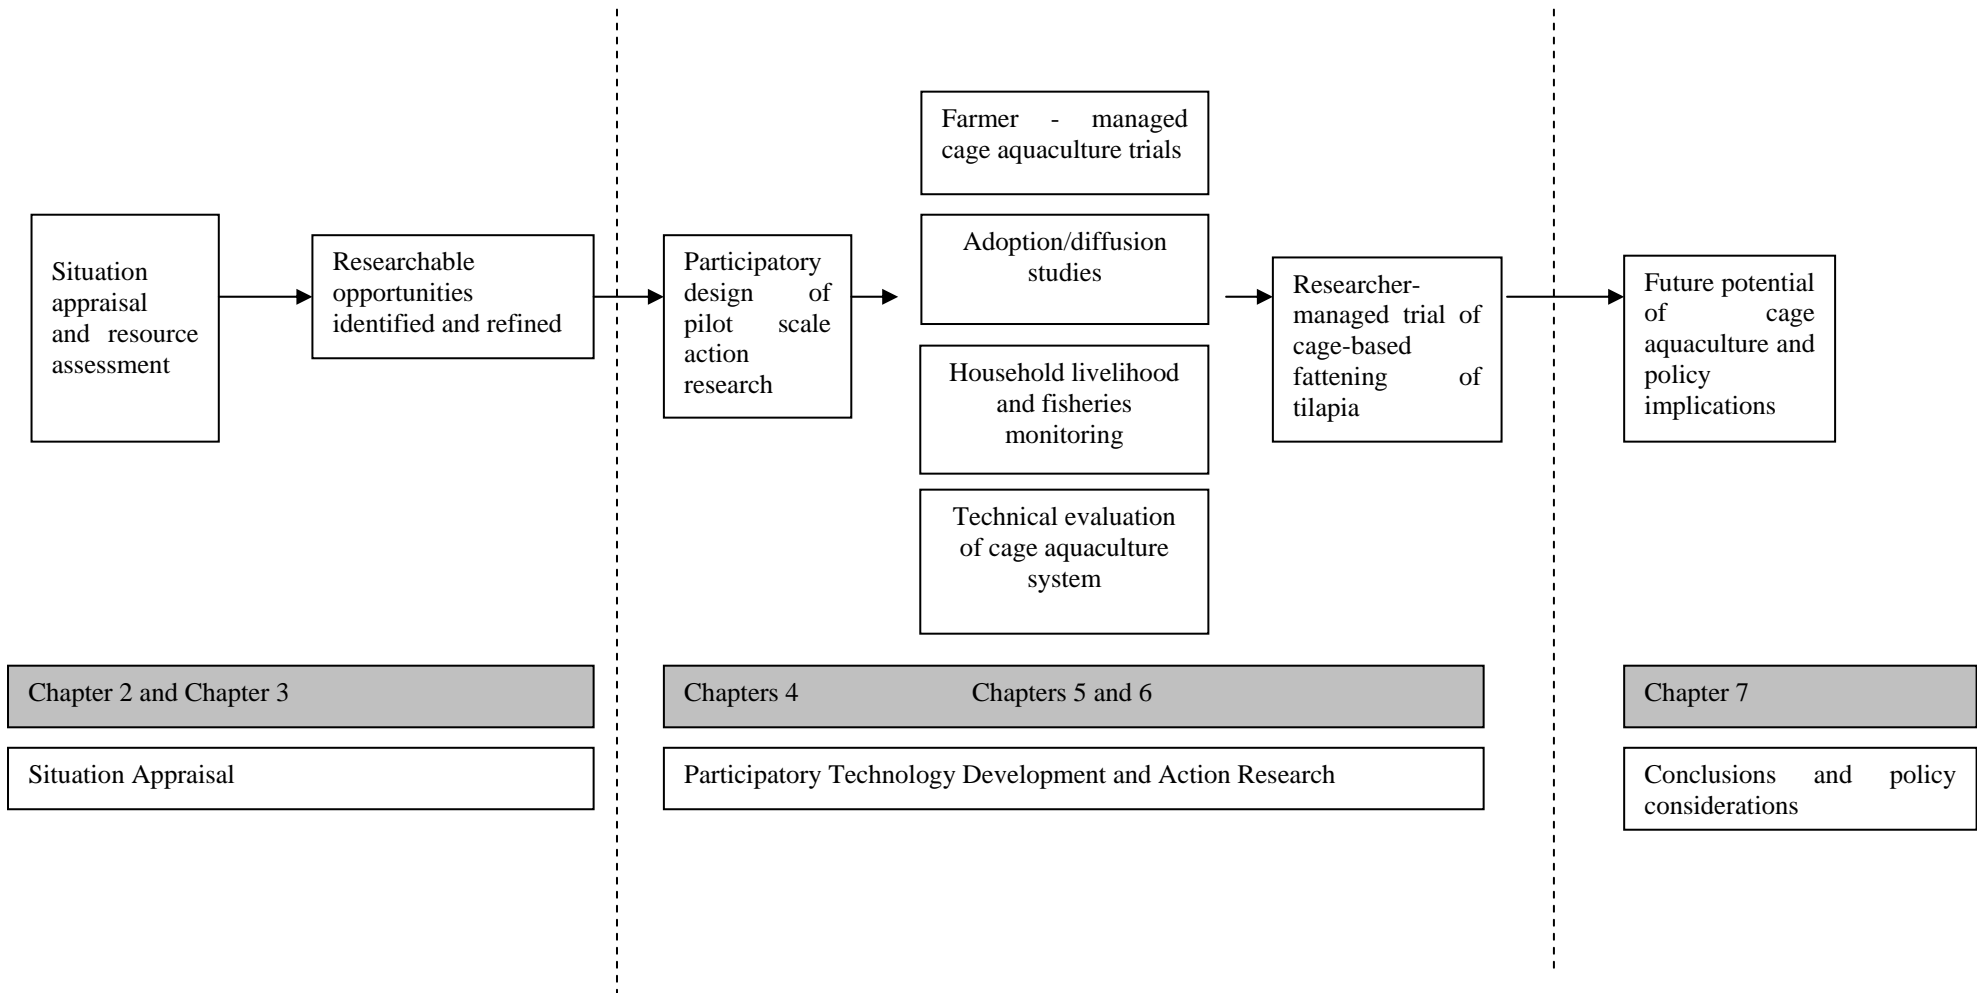 Situation
appraisal
and resource
assessment
Researchable
opportunities
identified and refined
Participatory
design of
pilot scale
action
research
Farmer - managed
cage aquaculture trials
Adoption/diffusion
studies
Household livelihood
and fisheries
monitoring
Technical evaluation
of cage aquaculture
system
Researcher-
managed trial of
cage-based
fattening of
tilapia
Future potential
of cage
aquaculture and
policy
implications
Chapter 2 and Chapter 3
Chapters 4 Chapters 5 and 6
Chapter 7
Situation Appraisal
Participatory Technology Development and Action Research
Conclusions and policy
considerations